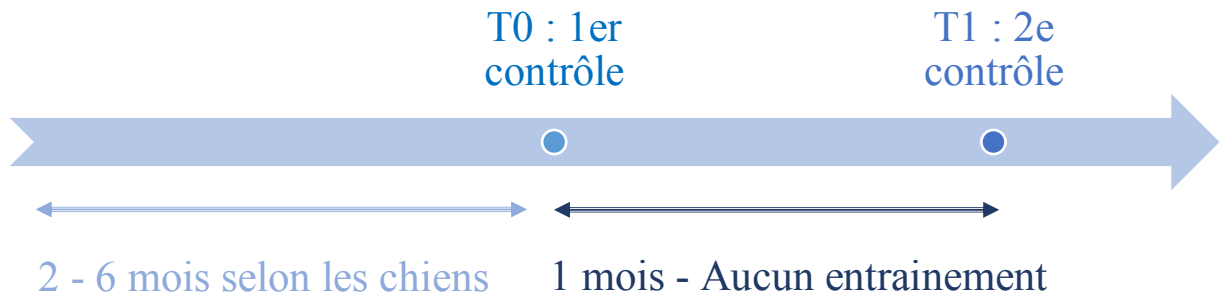 T0 : 1er
contrôle
T1 : 2e
contrôle
2 - 6 mois selon les chiens
1 mois - Aucun entrainement